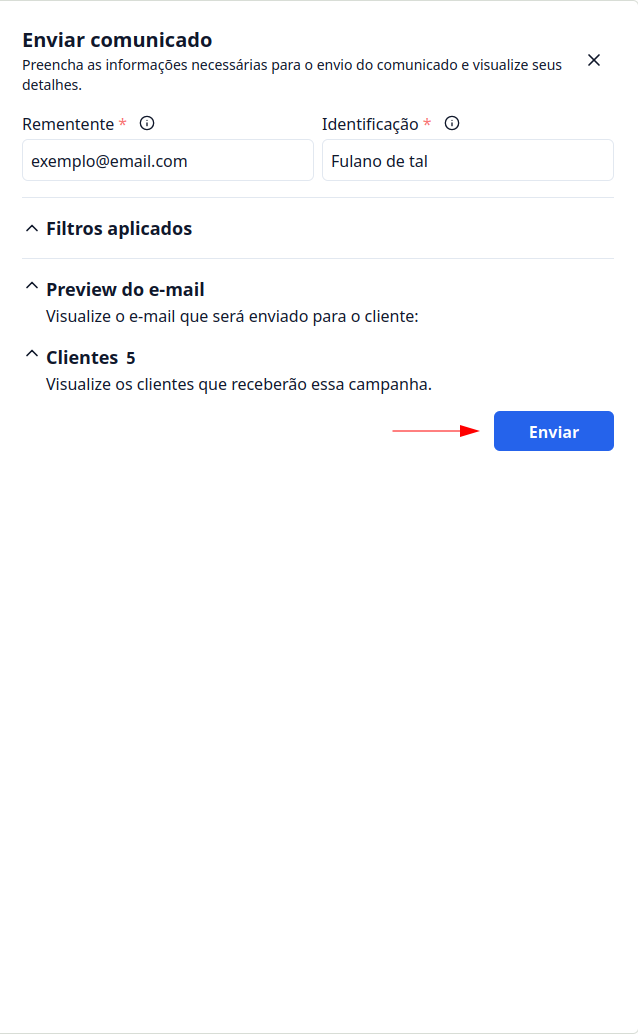 Enviar comunicado
Preencha as informações necessárias para o envio do comunicado e visualize seus
detalhes.
Rementente * Identificação *
exemplo@email.com Fulano de tal
Filtros aplicados
Preview do e-mail
Visualize o e-mail que será enviado para o cliente:
Clientes 5
Visualize os clientes que receberão essa campanha.
Enviar